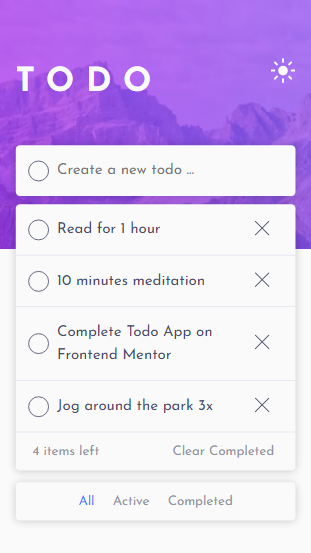 TODO
Create a new todo ...
Read for 1 hour
10 minutes meditation
Complete Todo App on
Frontend Mentor
Jog around the park 3x
4 items left Clear Completed
All Active Completed